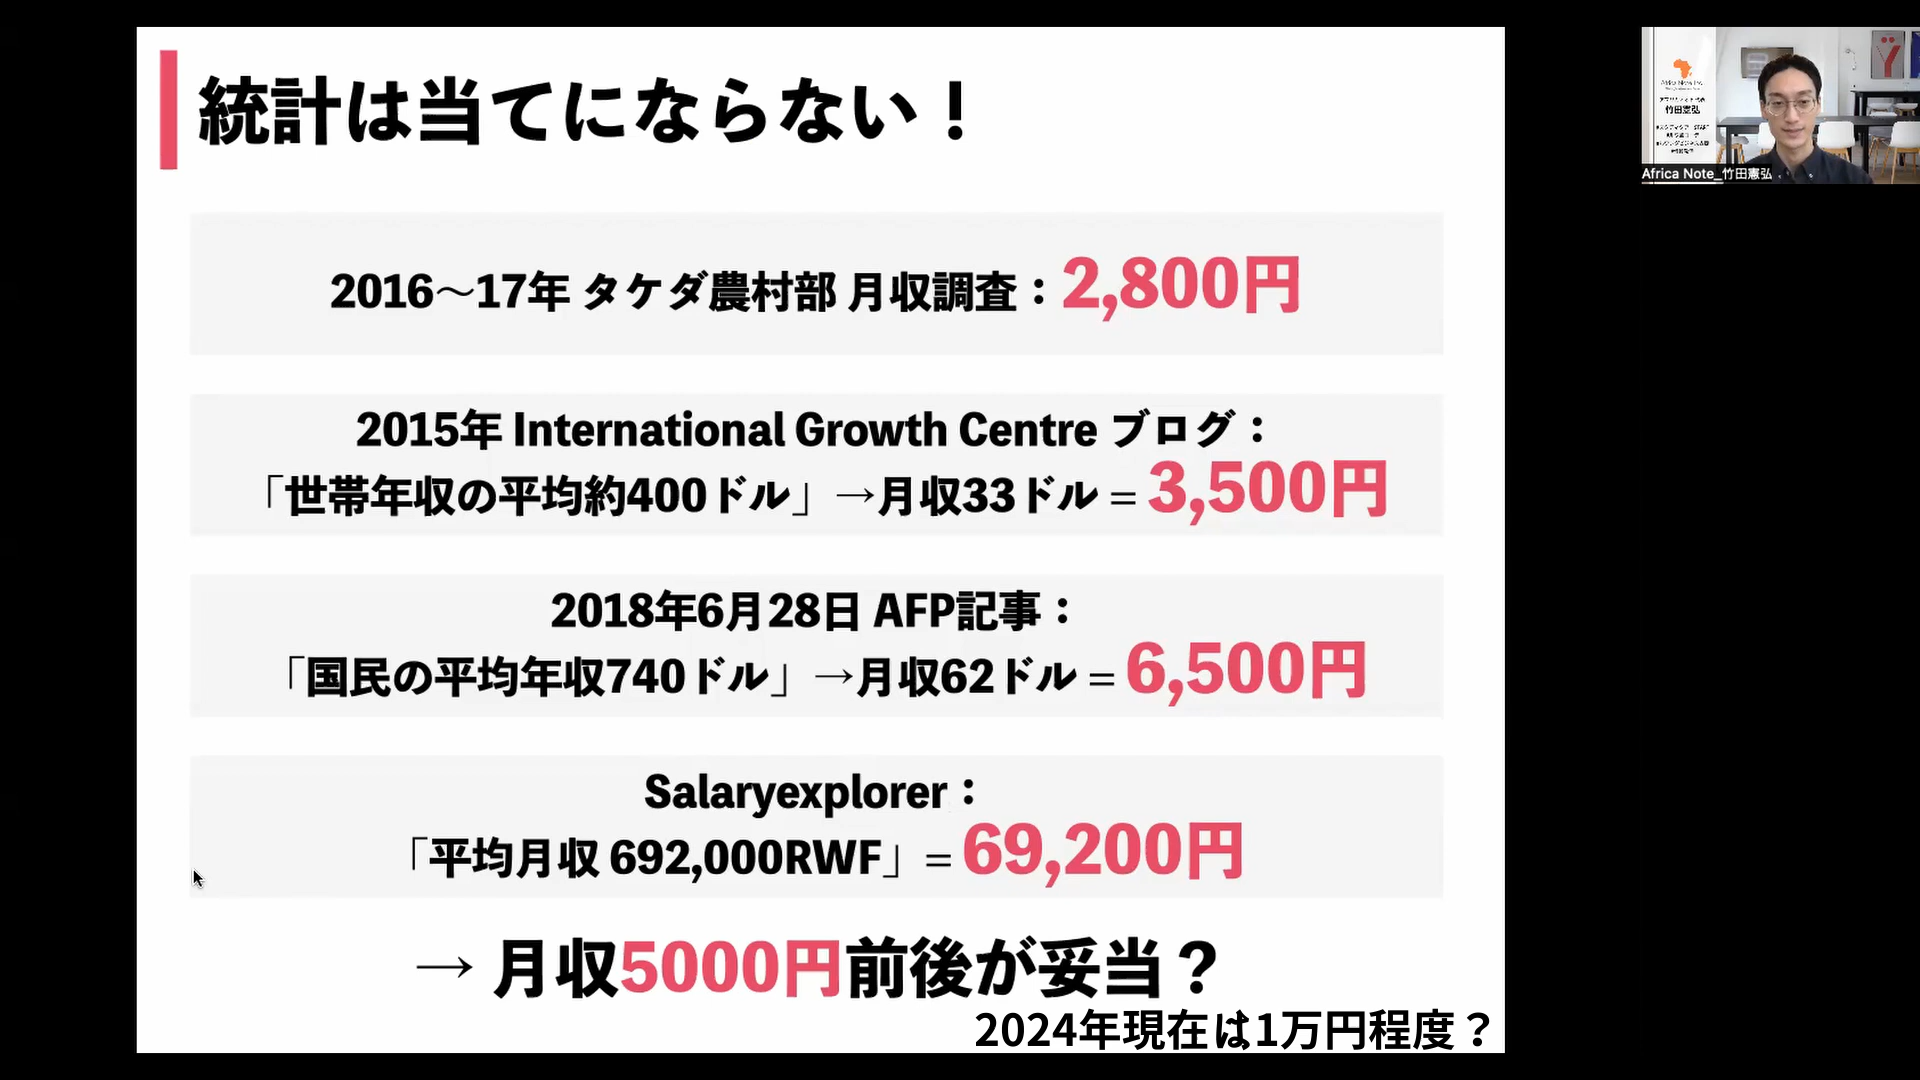 統計は当てにならない！
2016〜17年 タケダ農村部 月収調査：2,800円
2015年 International Growth Centre ブログ：
「世帯年収の平均約400ドル」→月収33ドル = 3,500円
2018年6月28日 AFP記事：
「国民の平均年収740ドル」→月収62ドル = 6,500円
Salaryexplorer：
「平均月収 692,000RWF」= 69,200円
→ 月収5000円前後が妥当？
2024年現在は1万円程度？
竹田憲弘
Africa Note_竹田憲弘